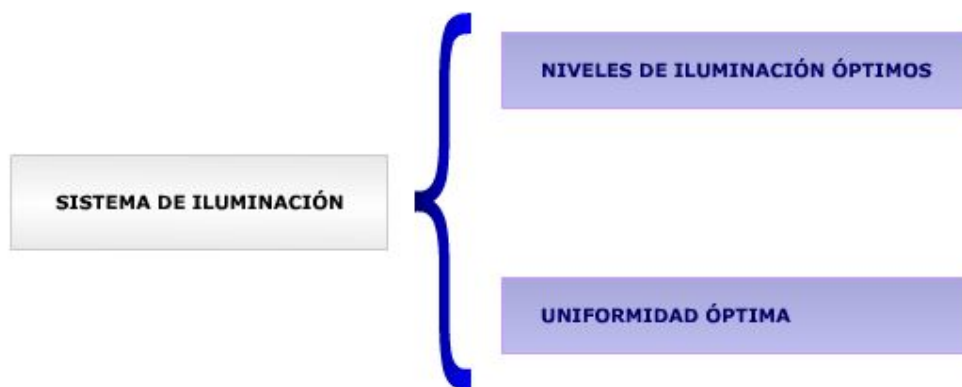 NIVELES DE ILUMINACIÓN ÓPTIMOS
SISTEMA DE ILUMINACIÓN
UNIFORMIDAD ÓPTIMA